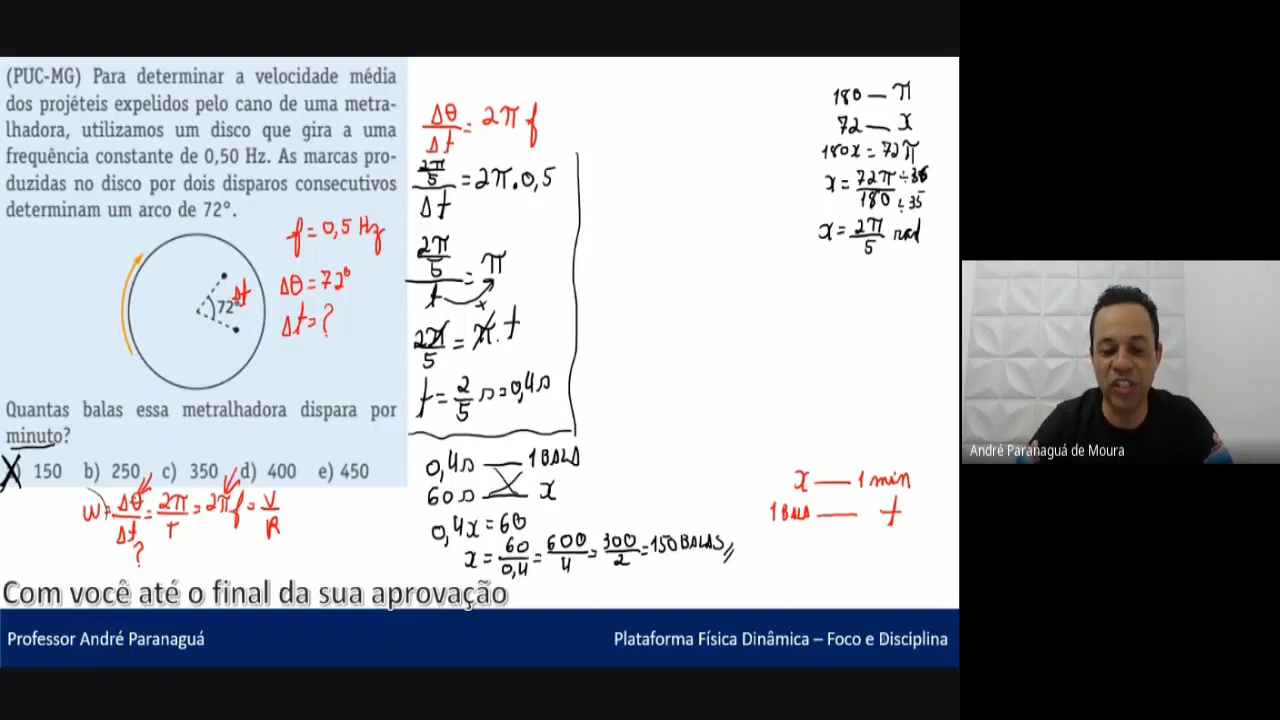 (PUC-MG) Para determinar a velocidade média
dos projéteis expelidos pelo cano de uma metra-
lhadora, utilizamos um disco que gira a uma
frequência constante de 0,50 Hz. As marcas pro-
duzidas no disco por dois disparos consecutivos
determinam um arco de 72°.
f = 0,5 Hz
Δθ = 72°
Δt = ?
Δt
72°
Quantas balas essa metralhadora dispara por
minuto?
150 b) 250 c) 350 d) 400 e) 450
W = Δθ/Δt = 2π/T = 2πf = V/R
?
Δθ/Δt = 2πf
2π/5/Δt = 2π.0,5
2π/5/t = π
x
2π/5 = π.t
t = 2/5 s = 0,4s
0,4s — 1 BALA
60s — x
0,4x = 60
x = 60/0,4 = 600/4 = 300/2 = 150 BALAS //
180 — π
72 — x
180x = 72π
x = 72π ÷36/180 ÷35
x = 2π/5 rad
x — 1 min
1 BALA — t
André Paranaguá de Moura
Com você até o final da sua aprovação
Professor André Paranaguá
Plataforma Física Dinâmica – Foco e Disciplina